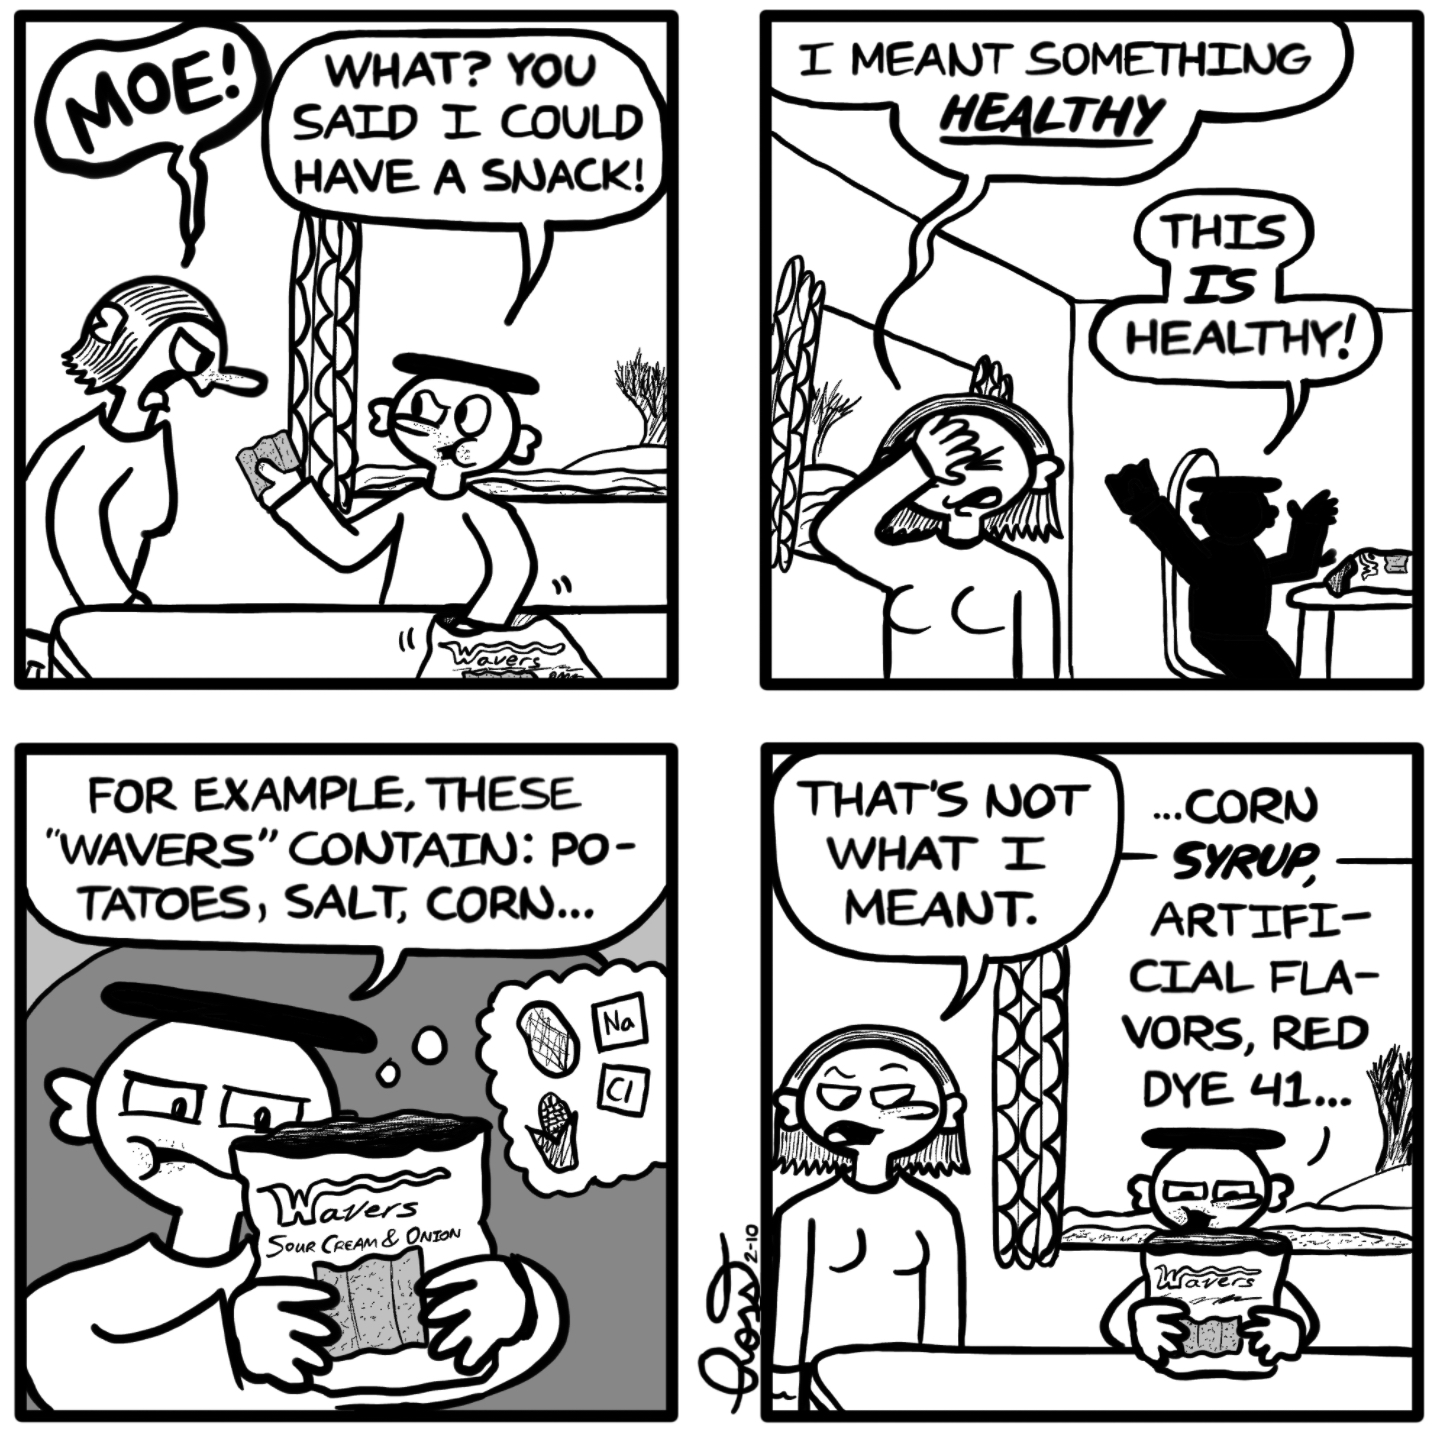 MOE!
WHAT? YOU
SAID I COULD
HAVE A SNACK!
Wavers
I MEANT SOMETHING
HEALTHY
THIS
IS
HEALTHY!
W
FOR EXAMPLE, THESE
"WAVERS" CONTAIN: PO-
TATOES, SALT, CORN...
Na
Cl
Wavers
SOUR CREAM & ONION
THAT'S NOT
WHAT I
MEANT.
...CORN
SYRUP,
ARTIFI-
CIAL FLA-
VORS, RED
DYE 41...
Wavers
2-10